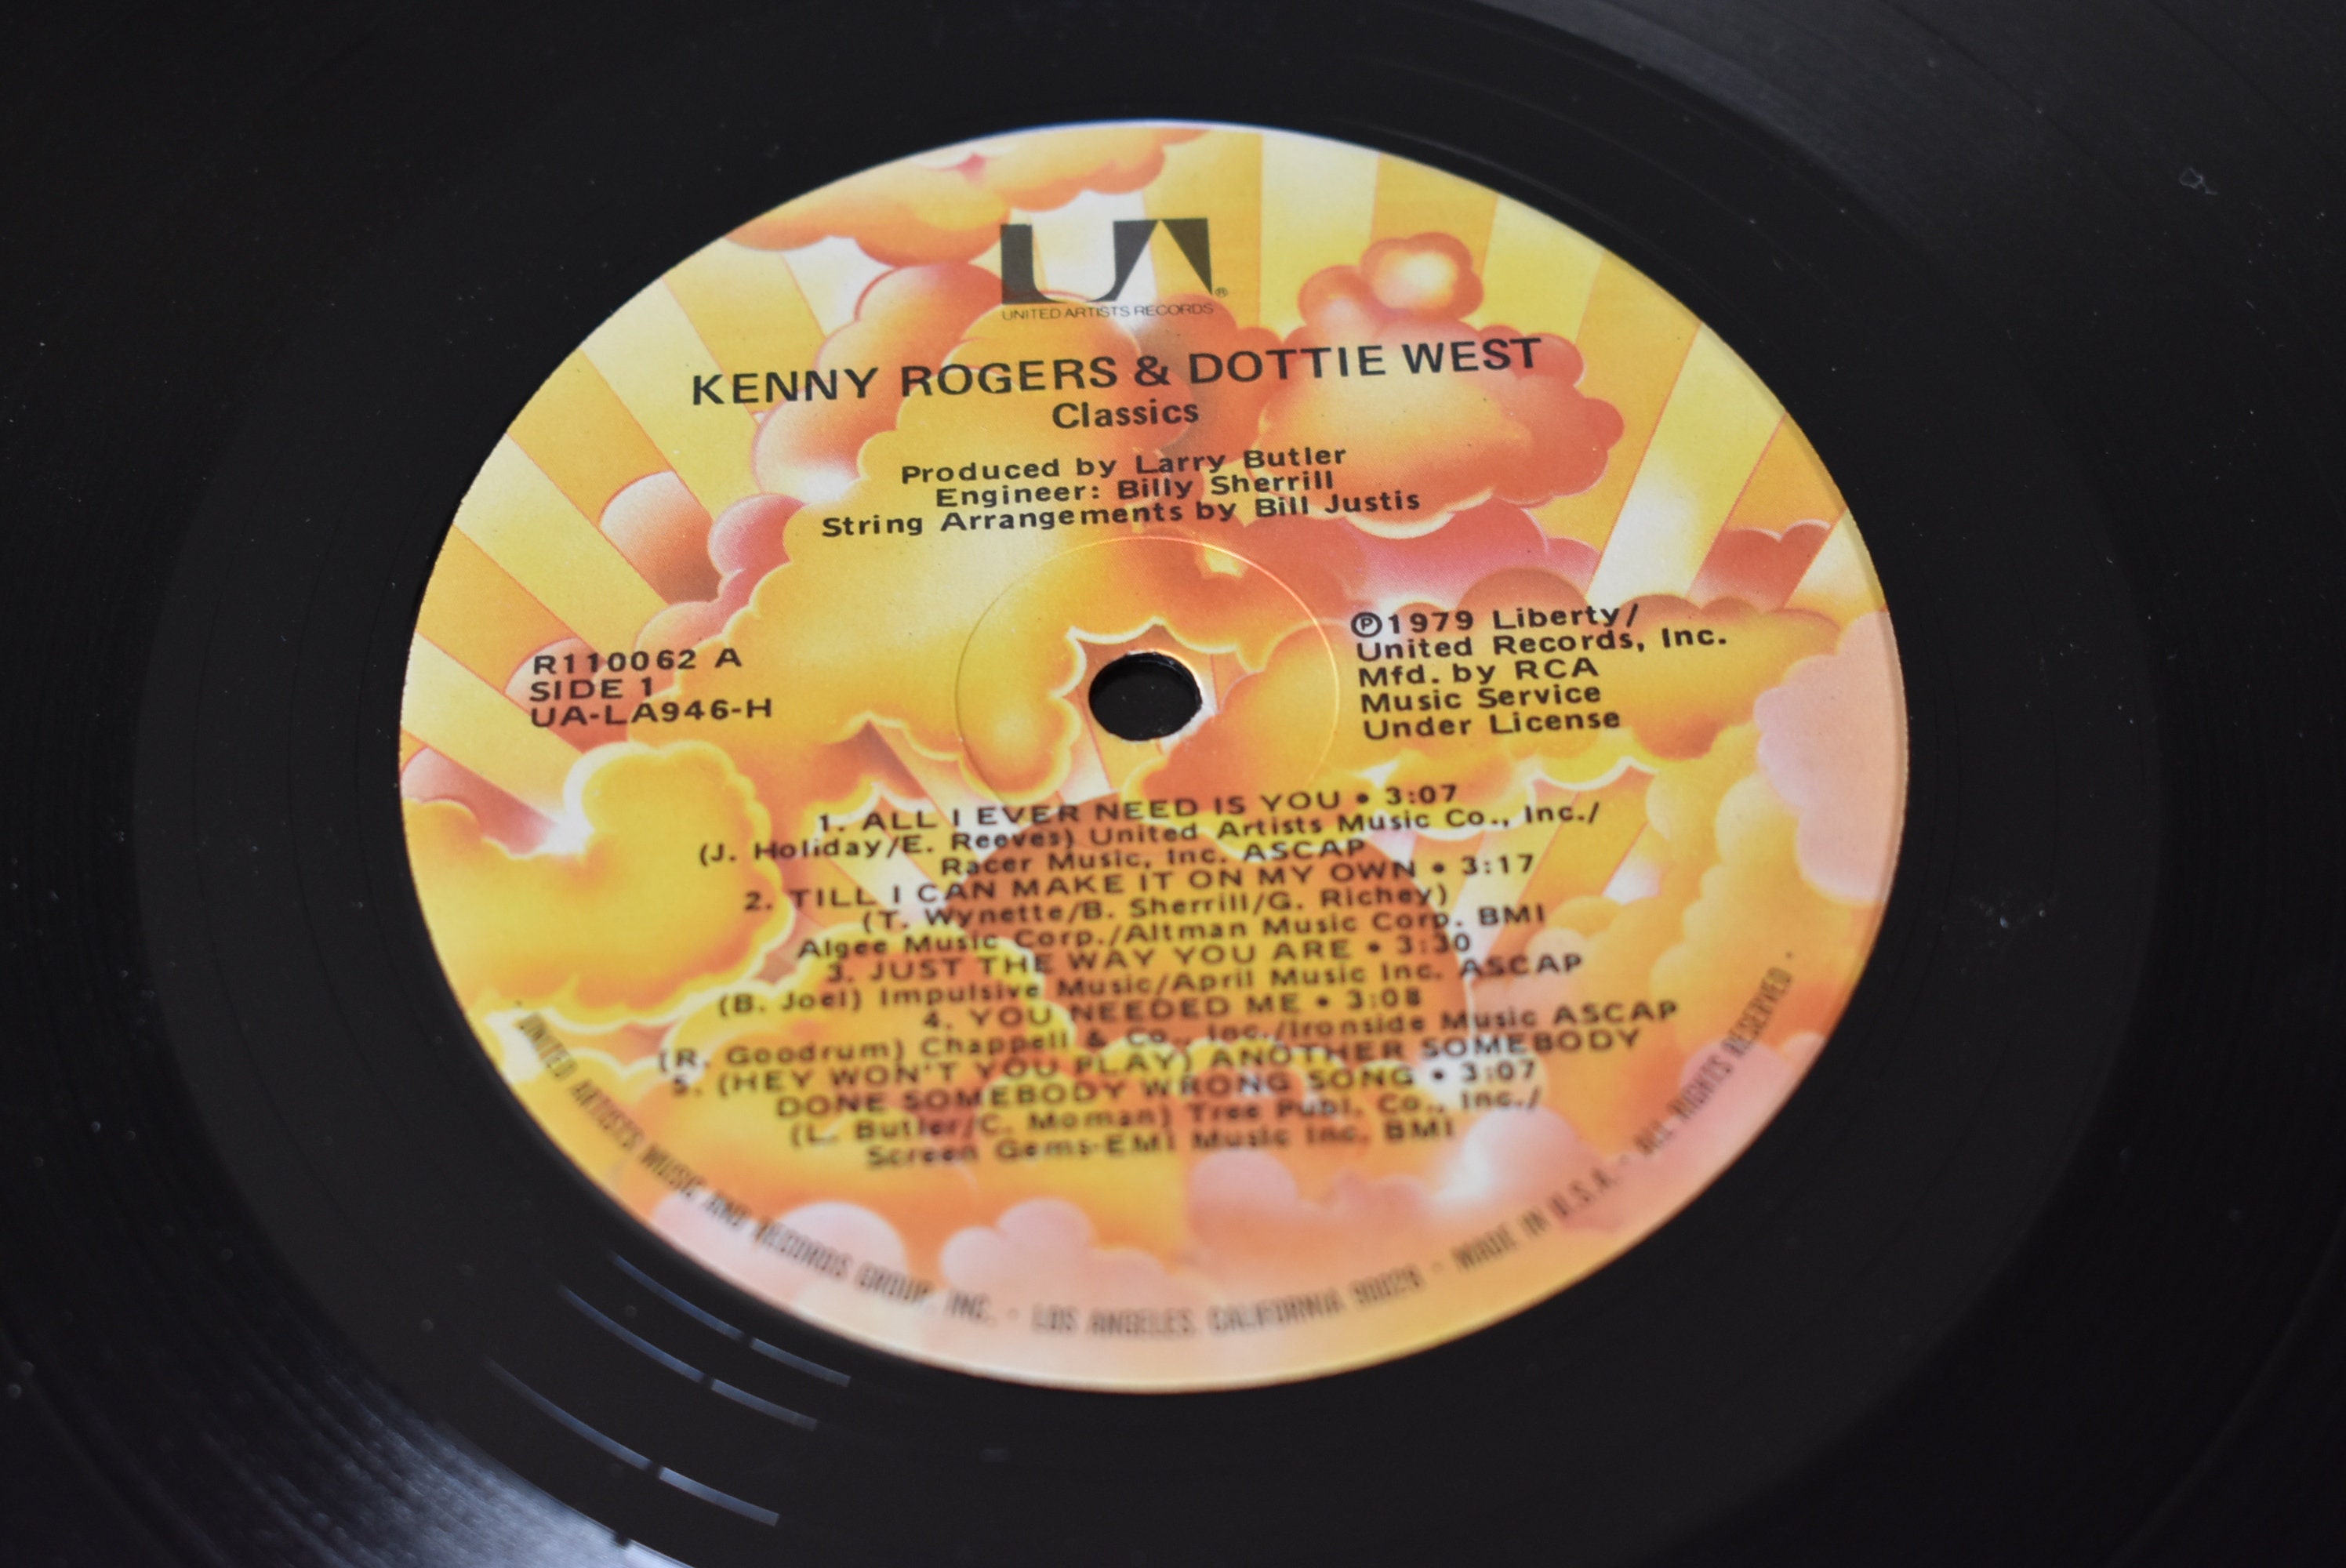 UA®
UNITED ARTISTS RECORDS
KENNY ROGERS & DOTTIE WEST
Classics
Produced by Larry Butler
Engineer: Billy Sherrill
String Arrangements by Bill Justis
R110062 A
SIDE 1
UA-LA946-H
℗1979 Liberty/
United Records, Inc.
Mfd. by RCA
Music Service
Under License
1. ALL I EVER NEED IS YOU • 3:07
(J. Holiday/E. Reeves) United Artists Music Co., Inc./
Racer Music, Inc. ASCAP
2. TILL I CAN MAKE IT ON MY OWN • 3:17
(T. Wynette/B. Sherrill/G. Richey)
Algee Music Corp./Altman Music Corp. BMI
3. JUST THE WAY YOU ARE • 3:30
(B. Joel) Impulsive Music/April Music Inc. ASCAP
4. YOU NEEDED ME • 3:08
(R. Goodrum) Chappell & Co., Inc./Ironside Music ASCAP
5. (HEY WON'T YOU PLAY) ANOTHER SOMEBODY
DONE SOMEBODY WRONG SONG • 3:07
(L. Butler/C. Moman) Tree Publ. Co., Inc./
Screen Gems-EMI Music Inc. BMI
· UNITED ARTISTS MUSIC AND RECORDS GROUP, INC. · LOS ANGELES, CALIFORNIA 90028 · MADE IN U.S.A. · ALL RIGHTS RESERVED ·